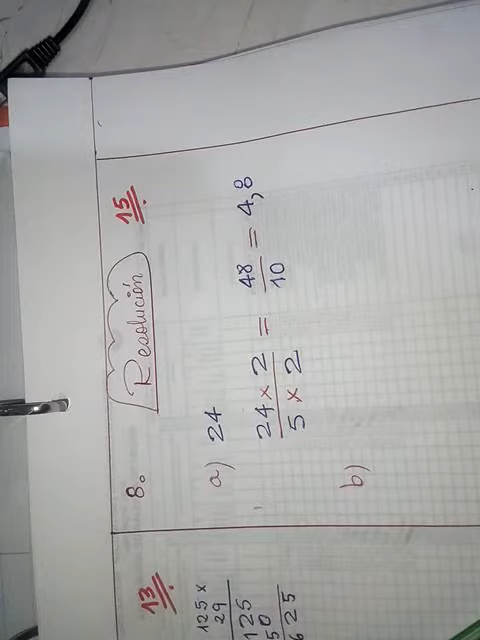 Resolución
15
8.
a) 24
24 x 2 / 5 x 2 = 48 / 10 = 4,8
b)
13
125 x
29
125
50
625